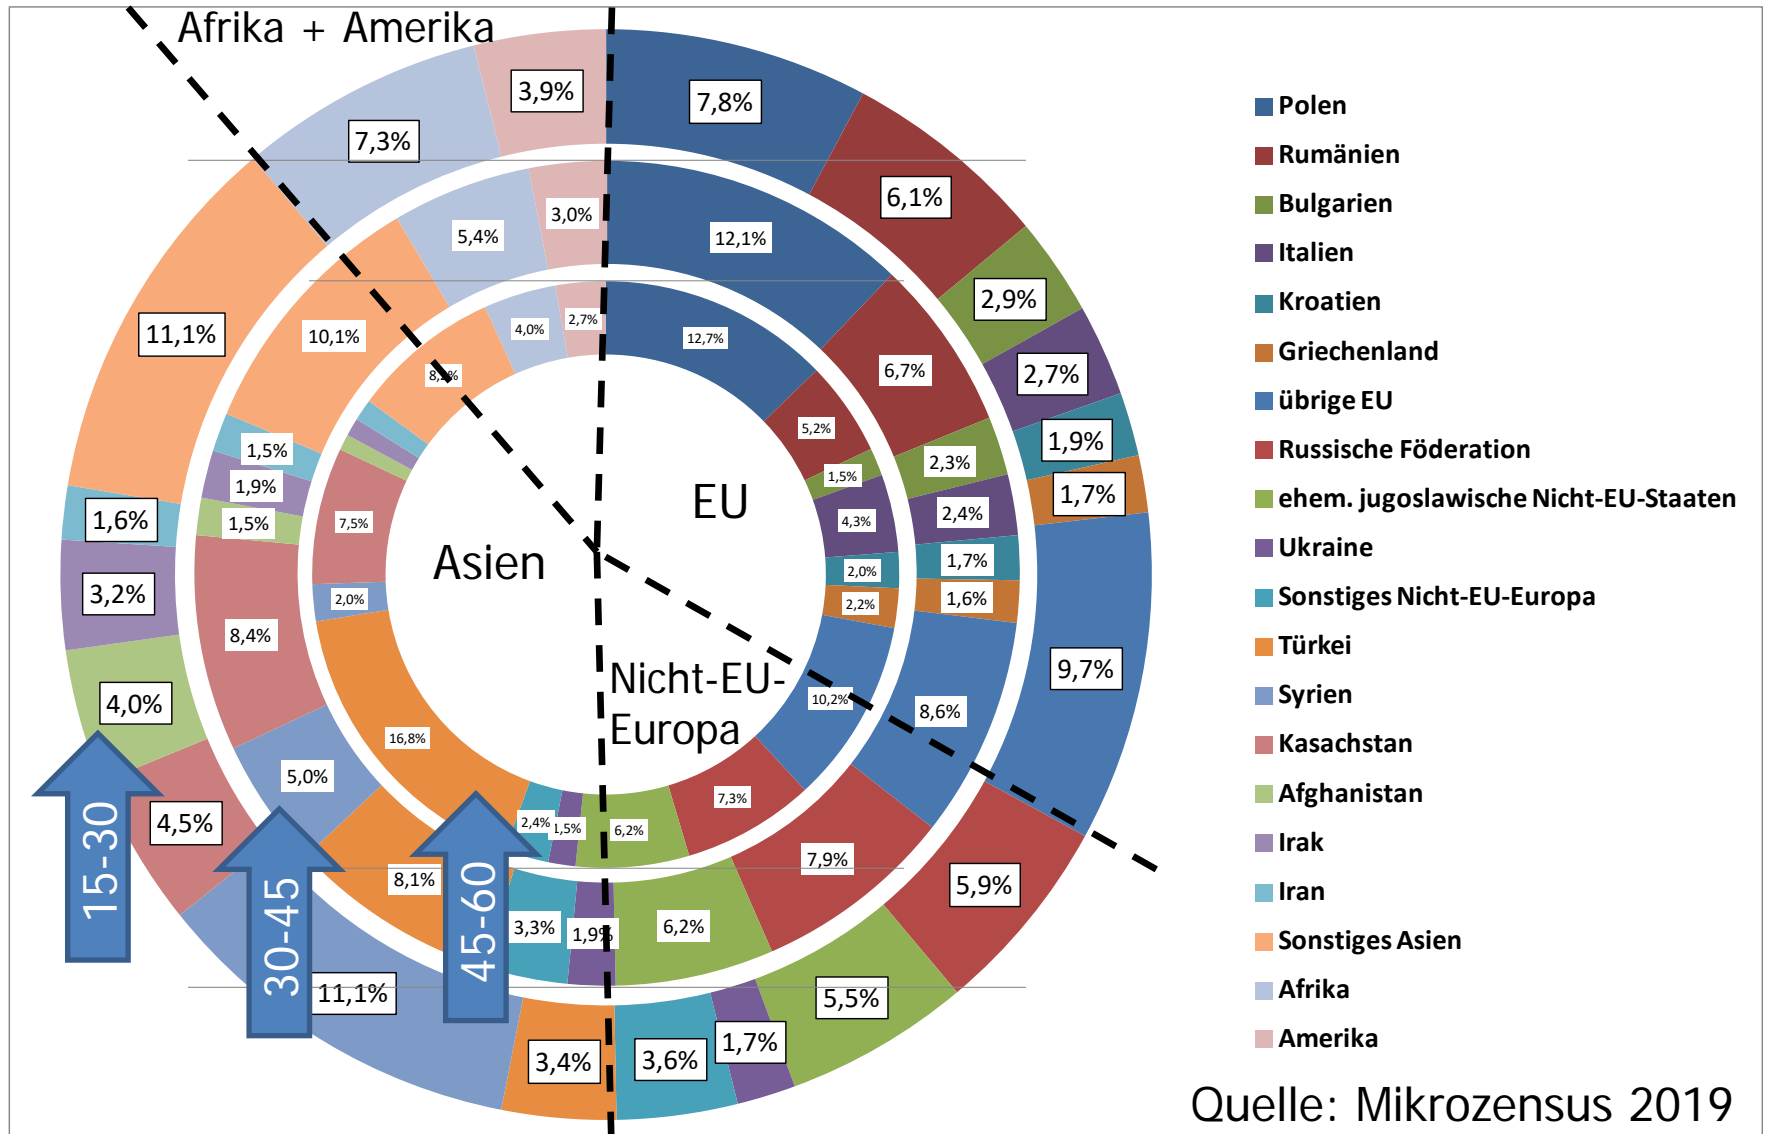 Afrika + Amerika
3,9%
7,8%
7,3%
6,1%
2,9%
2,7%
1,9%
1,7%
9,7%
5,9%
5,5%
1,7%
3,6%
3,4%
11,1%
4,5%
4,0%
3,2%
1,6%
11,1%
3,0%
12,1%
6,7%
2,3%
2,4%
1,7%
1,6%
8,6%
7,9%
6,2%
1,9%
3,3%
8,1%
5,0%
8,4%
1,5%
1,9%
1,5%
10,1%
5,4%
2,7%
12,7%
5,2%
1,5%
4,3%
2,0%
2,2%
10,2%
7,3%
6,2%
1,5%
2,4%
16,8%
2,0%
7,5%
4,0%
EU
Asien
Nicht-EU-
Europa
15-30
30-45
45-60
Polen
Rumänien
Bulgarien
Italien
Kroatien
Griechenland
übrige EU
Russische Föderation
ehem. jugoslawische Nicht-EU-Staaten
Ukraine
Sonstiges Nicht-EU-Europa
Türkei
Syrien
Kasachstan
Afghanistan
Irak
Iran
Sonstiges Asien
Afrika
Amerika
Quelle: Mikrozensus 2019